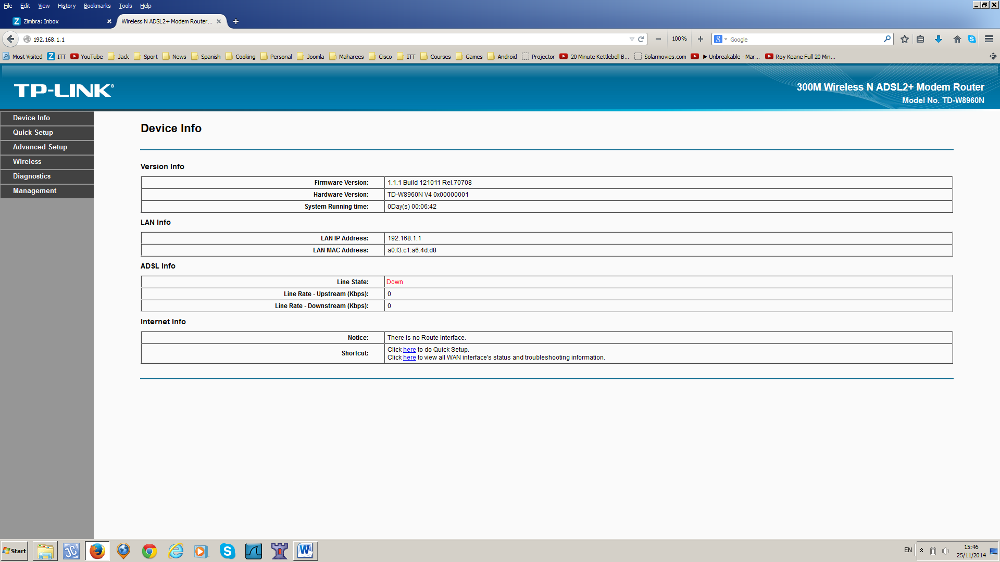 File Edit View History Bookmarks Tools Help
Zimbra: Inbox Wireless N ADSL2+ Modem Router...
192.168.1.1 100% Google
Most Visited ITT YouTube Jack Sport News Spanish Cooking Personal Joomla Maharees Cisco ITT Courses Games Android Projector 20 Minute Kettlebell B... Solarmovies.com ▶ Unbreakable - Mar... Roy Keane Full 20 Min...
TP-LINK®
300M Wireless N ADSL2+ Modem Router
Model No. TD-W8960N
Device Info
Quick Setup
Advanced Setup
Wireless
Diagnostics
Management
Device Info
Version Info
Firmware Version: 1.1.1 Build 121011 Rel.70708
Hardware Version: TD-W8960N V4 0x00000001
System Running time: 0Day(s) 00:06:42
LAN Info
LAN IP Address: 192.168.1.1
LAN MAC Address: a0:f3:c1:a6:4d:d8
ADSL Info
Line State: Down
Line Rate - Upstream (Kbps): 0
Line Rate - Downstream (Kbps): 0
Internet Info
Notice: There is no Route Interface.
Shortcut: Click here to do Quick Setup.
Click here to view all WAN interface's status and troubleshooting information.
Start
EN
15:46
25/11/2014